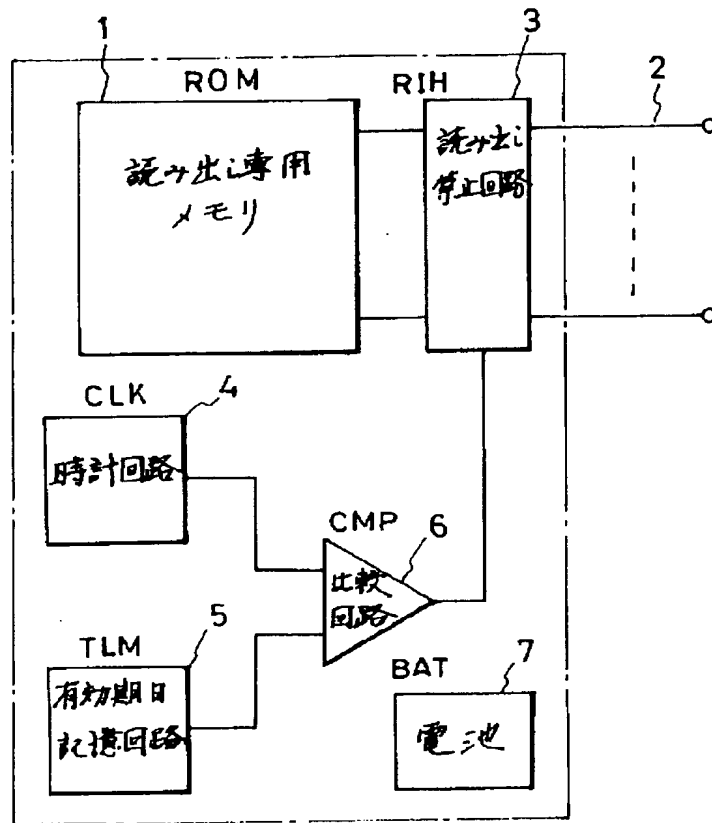 1
ROM
読み出し専用
メモリ
RIH
3
読み出し
停止回路
2
CLK
4
時計回路
CMP
6
比較
回路
TLM
5
有効期日
記憶回路
BAT
7
電池